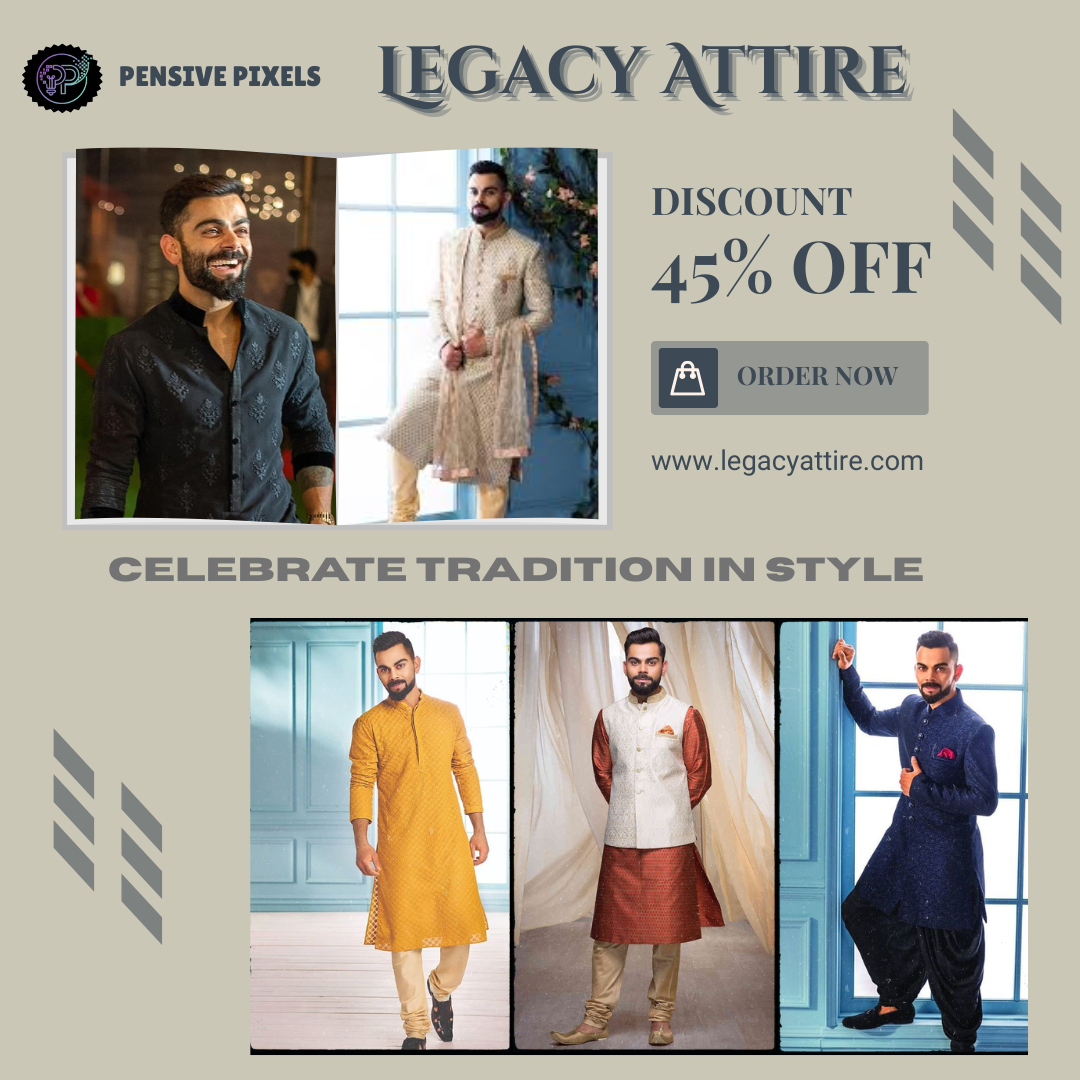 PENSIVE PIXELS
LEGACY ATTIRE
DISCOUNT
45% OFF
ORDER NOW
www.legacyattire.com
CELEBRATE TRADITION IN STYLE